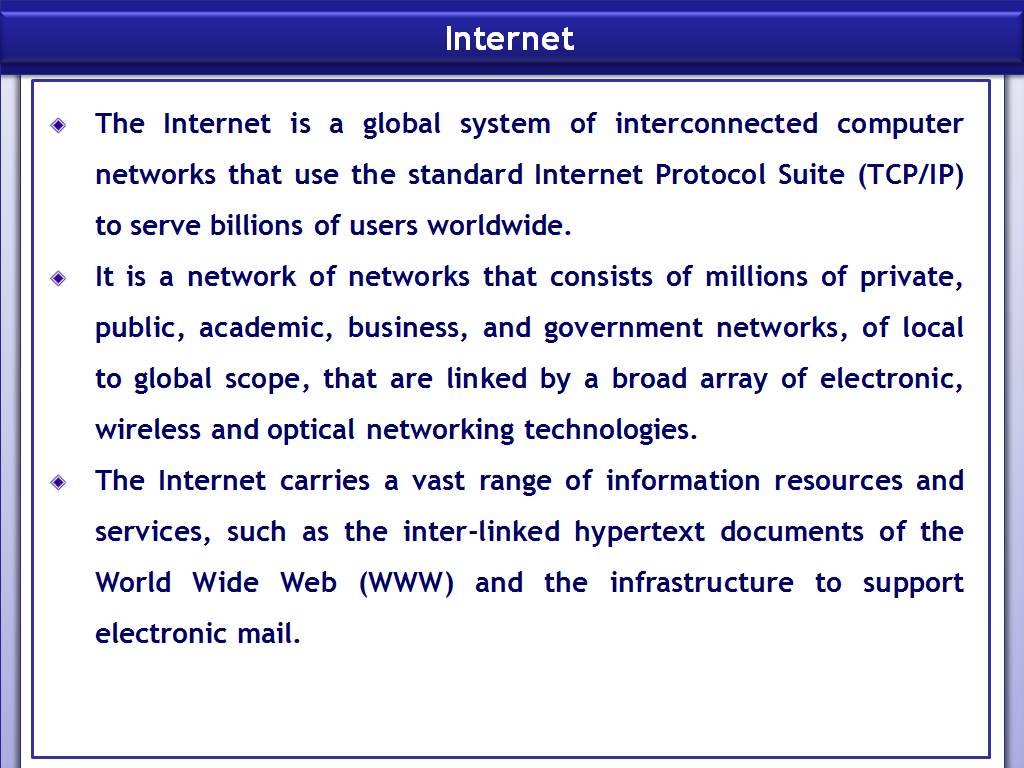 Internet
The Internet is a global system of interconnected computer
networks that use the standard Internet Protocol Suite (TCP/IP)
to serve billions of users worldwide.
It is a network of networks that consists of millions of private,
public, academic, business, and government networks, of local
to global scope, that are linked by a broad array of electronic,
wireless and optical networking technologies.
The Internet carries a vast range of information resources and
services, such as the inter-linked hypertext documents of the
World Wide Web (WWW) and the infrastructure to support
electronic mail.